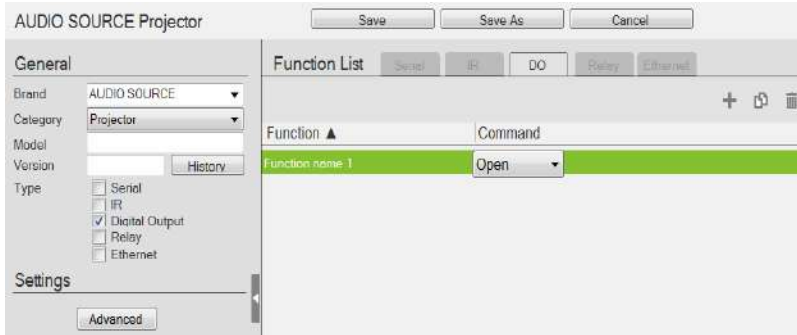 AUDIO SOURCE Projector
Save
Save As
Cancel
General
Brand
AUDIO SOURCE
Category
Projector
Model
Version
History
Type
Serial
IR
Digital Output
Relay
Ethernet
Settings
Advanced
Function List
Serial
IR
DO
Relay
Ethernet
Function ▲
Command
Function name 1
Open